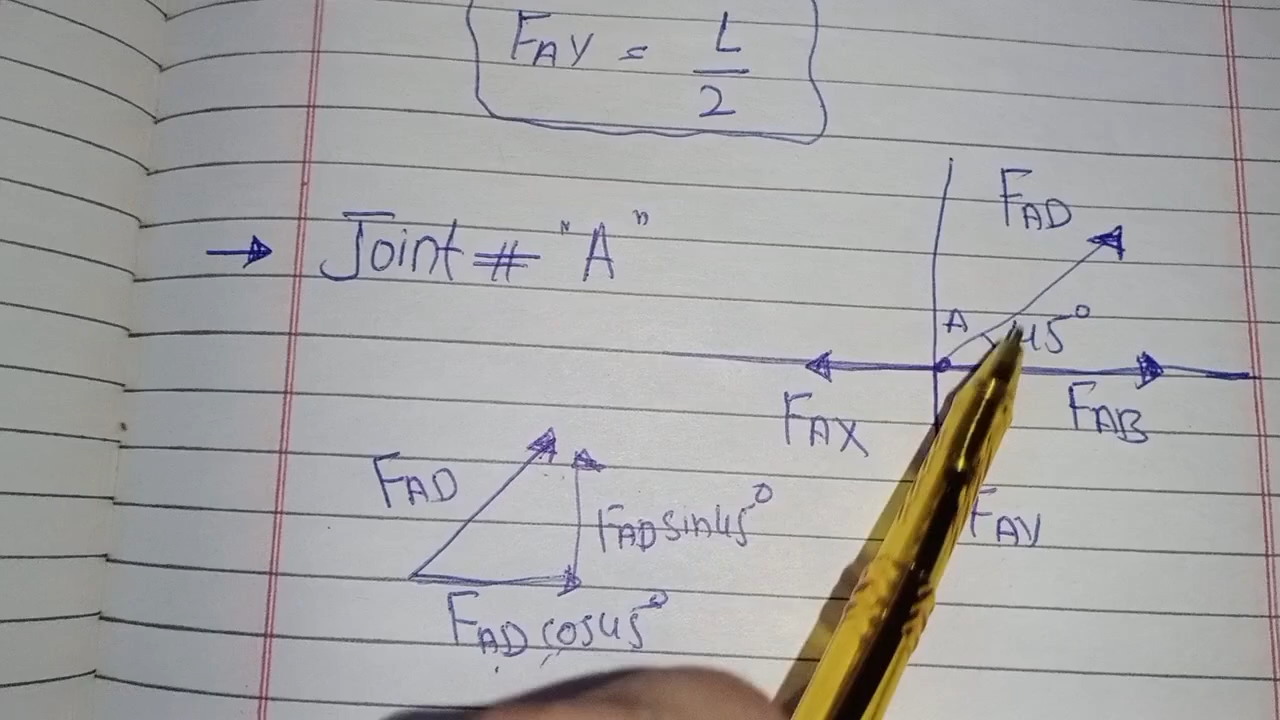 FAY = L/2
FAD
→ Joint # "A"
A 45°
FAX
FAB
FAD
FAD sin45°
FAY
FAD cos45°